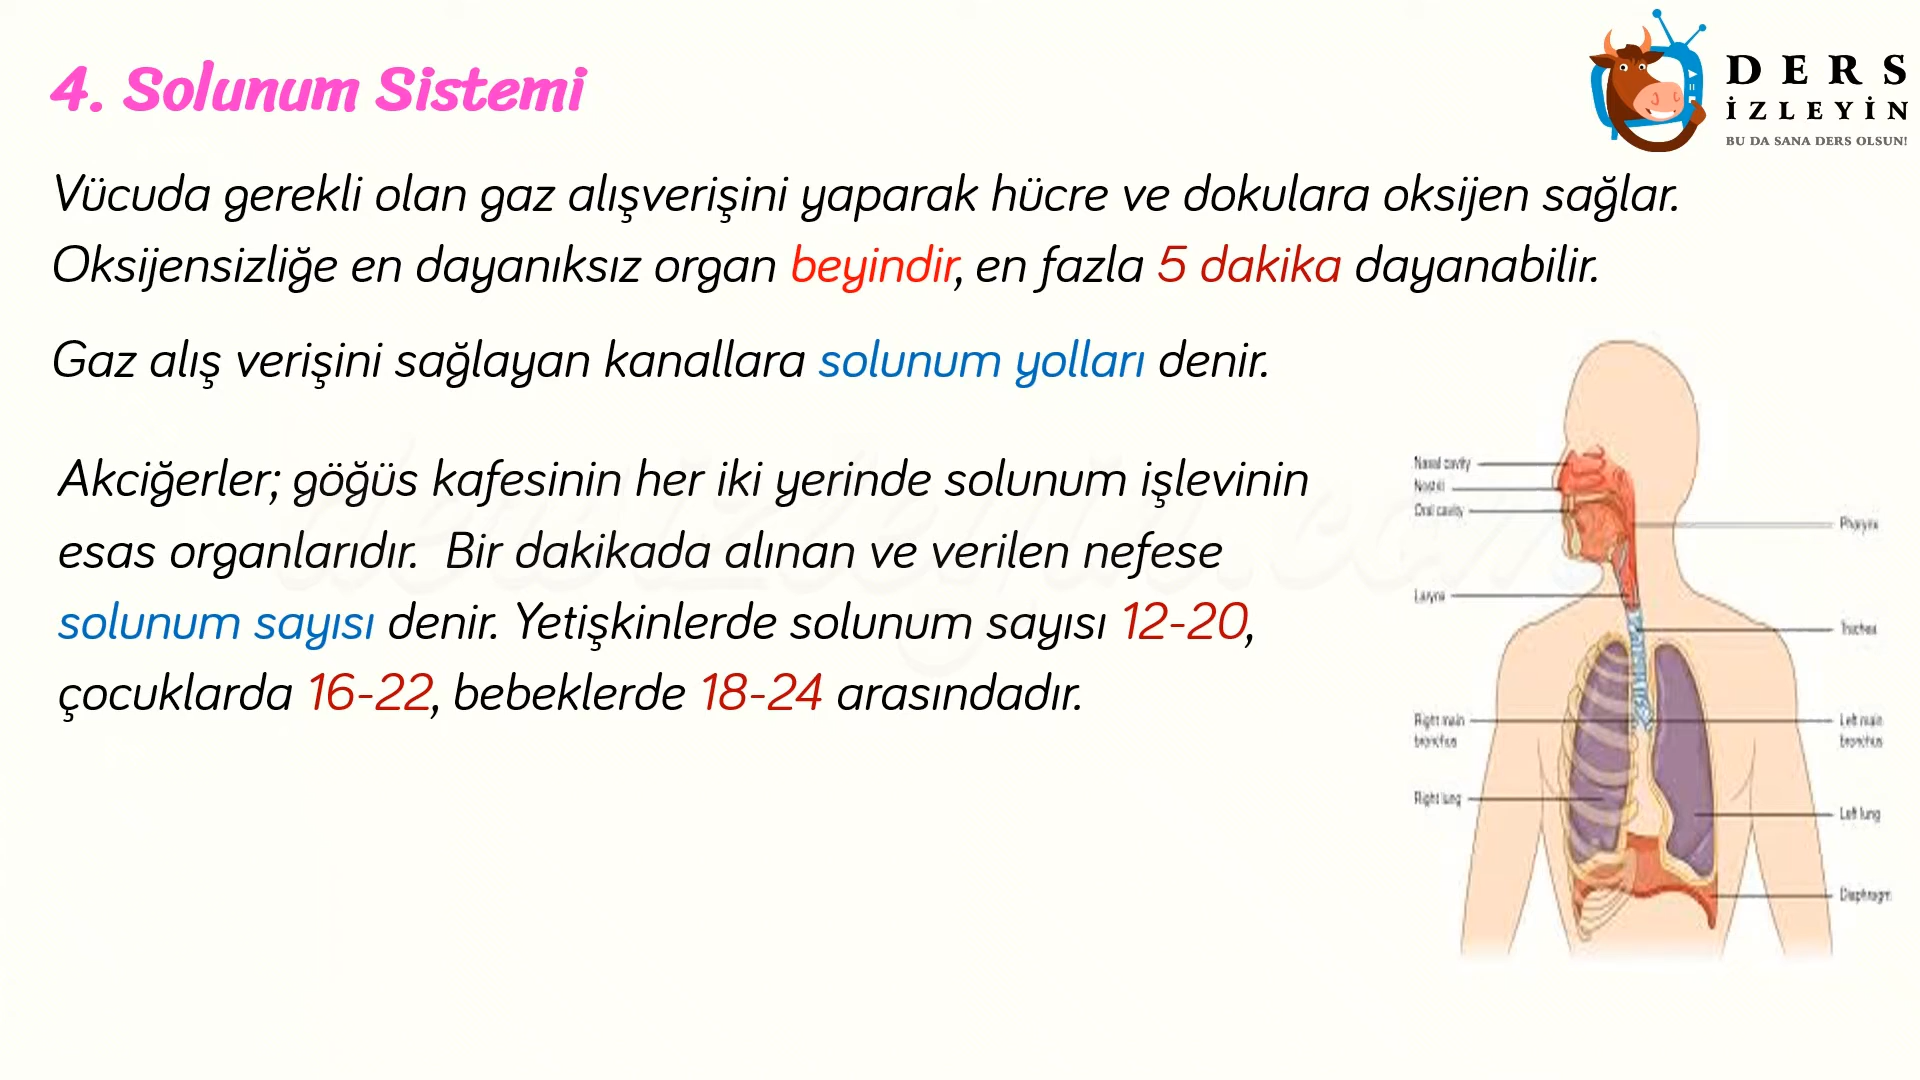 4. Solunum Sistemi
DERS
İZLEYİN
BU DA SANA DERS OLSUN!
Vücuda gerekli olan gaz alışverişini yaparak hücre ve dokulara oksijen sağlar.
Oksijensizliğe en dayanıksız organ beyindir, en fazla 5 dakika dayanabilir.
Gaz alış verişini sağlayan kanallara solunum yolları denir.
Akciğerler; göğüs kafesinin her iki yerinde solunum işlevinin
esas organlarıdır. Bir dakikada alınan ve verilen nefese
solunum sayısı denir. Yetişkinlerde solunum sayısı 12-20,
çocuklarda 16-22, bebeklerde 18-24 arasındadır.
Nasal cavity
Nostril
Oral cavity
Pharynx
Larynx
Trachea
Right main
bronchus
Left main
bronchus
Right lung
Left lung
Diaphragm
dersizleyin.com